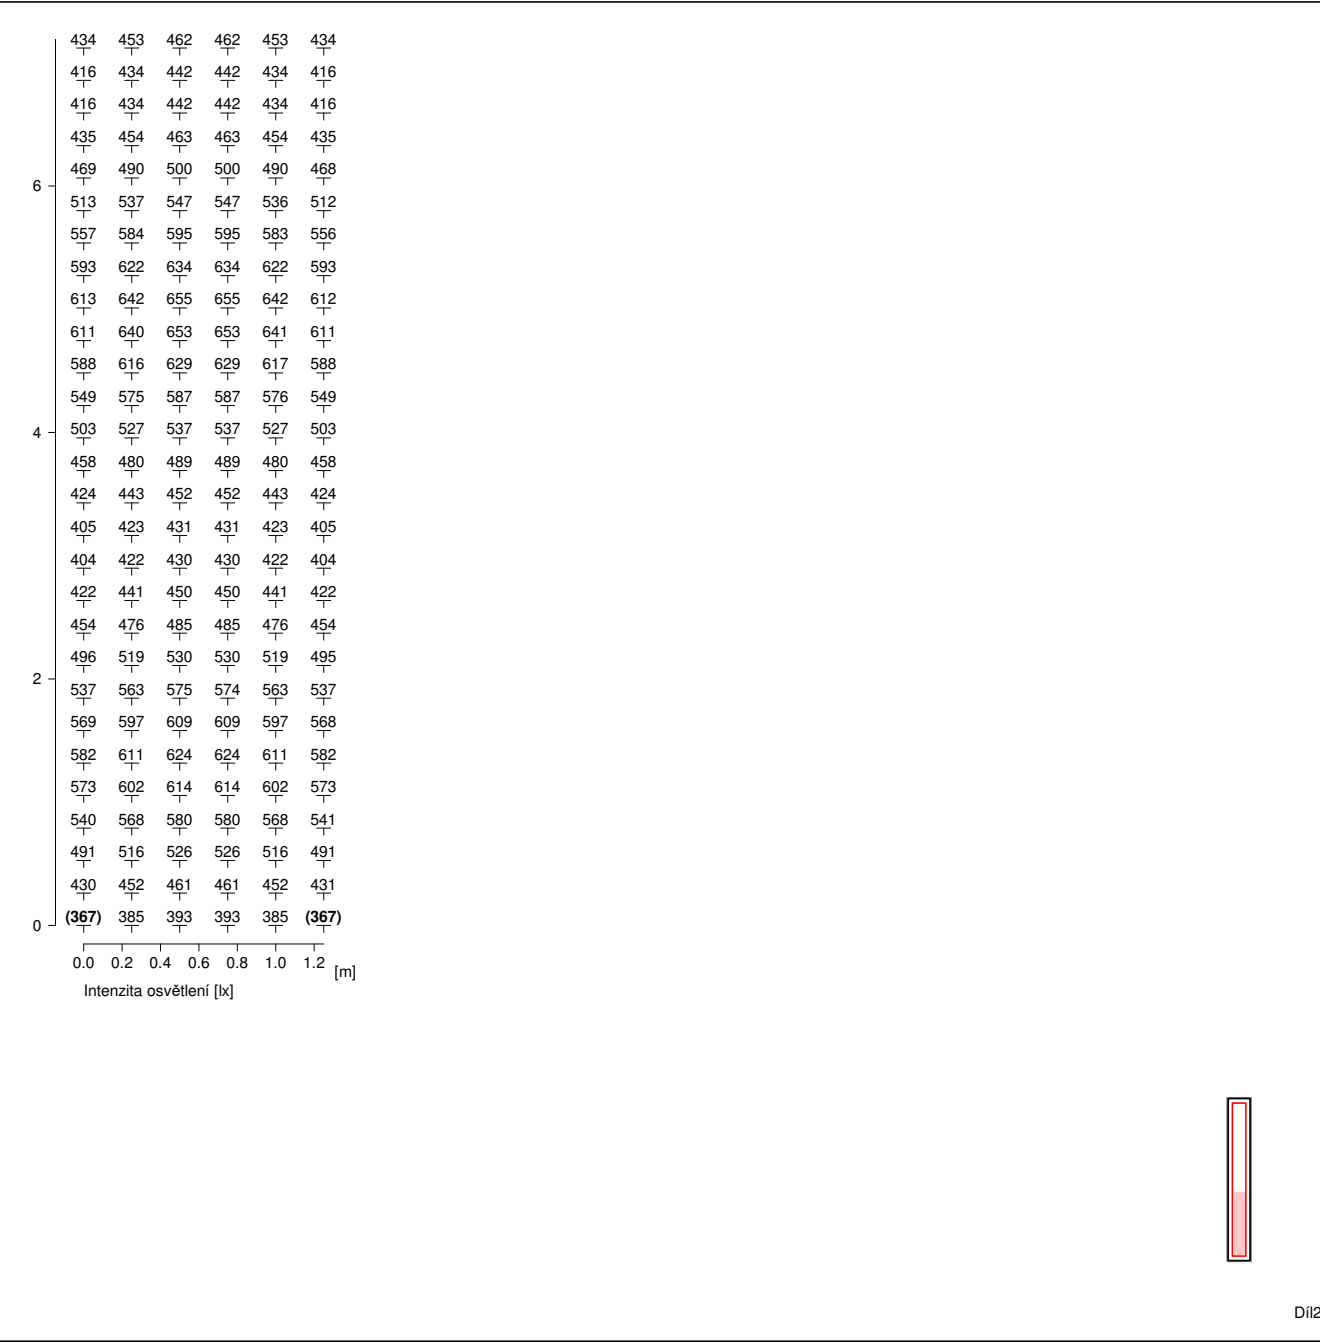 434 453 462 462 453 434
416 434 442 442 434 416
416 434 442 442 434 416
435 454 463 463 454 435
469 490 500 500 490 468
6
513 537 547 547 536 512
557 584 595 595 583 556
593 622 634 634 622 593
613 642 655 655 642 612
611 640 653 653 641 611
588 616 629 629 617 588
549 575 587 587 576 549
4 503 527 537 537 527 503
458 480 489 489 480 458
424 443 452 452 443 424
405 423 431 431 423 405
404 422 430 430 422 404
422 441 450 450 441 422
454 476 485 485 476 454
496 519 530 530 519 495
2
537 563 575 574 563 537
569 597 609 609 597 568
582 611 624 624 611 582
573 602 614 614 602 573
540 568 580 580 568 541
491 516 526 526 516 491
430 452 461 461 452 431
0 (367) 385 393 393 385 (367)
0.0 0.2 0.4 0.6 0.8 1.0 1.2 [m]
Intenzita osvětlení [lx]
Díl2